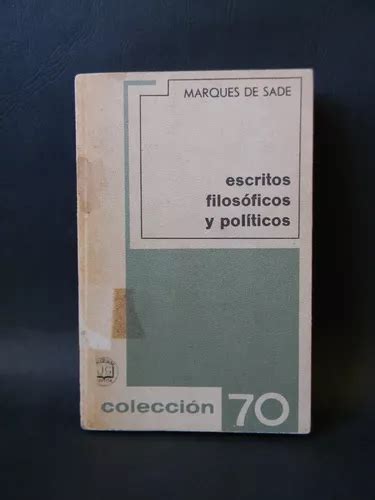 MARQUES DE SADE
escritos
filosóficos
y políticos
colección 70